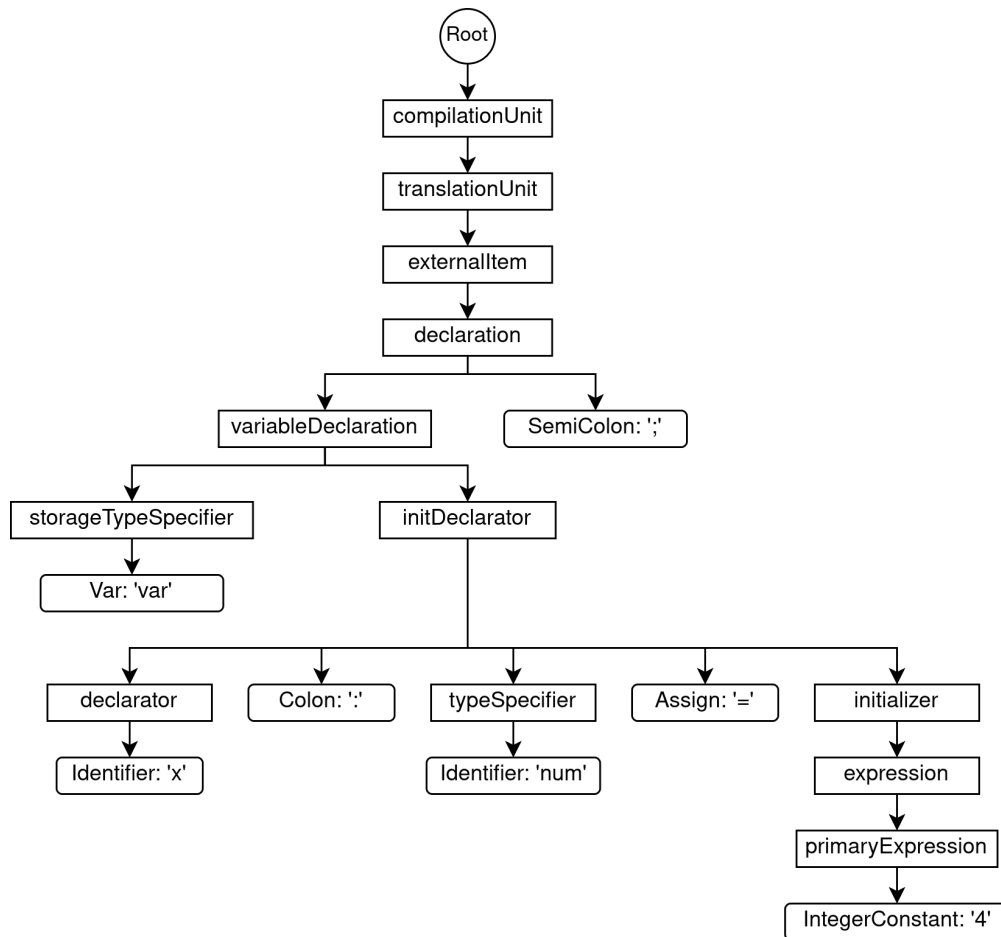 Root
compilationUnit
translationUnit
externalItem
declaration
variableDeclaration
SemiColon: ';'
storageTypeSpecifier
initDeclarator
Var: 'var'
declarator
Colon: ':'
typeSpecifier
Assign: '='
initializer
Identifier: 'x'
Identifier: 'num'
expression
primaryExpression
IntegerConstant: '4'